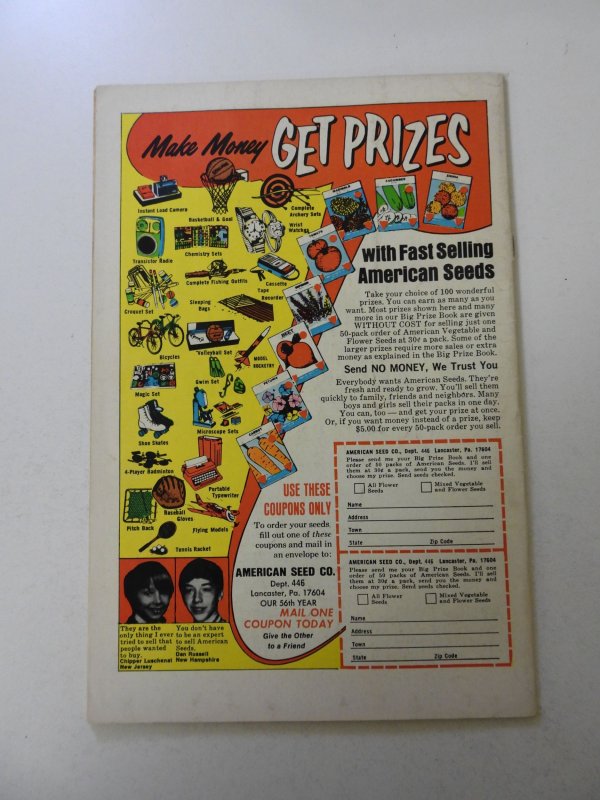 Make Money GET PRIZES
Instant Load Camera
Basketball & Goal
Complete
Archery Sets
Wrist
Watches
Transistor Radio
Chemistry Sets
Complete Fishing Outfits
Cassette
Tape
Recorder
Croquet Set
Sleeping
Bags
Bicycles
Volleyball Set
MODEL
ROCKETRY
Swim Set
Magic Set
Shoe Skates
Microscope Sets
4-Player Badminton
Portable
Typewriter
Baseball
Gloves
Pitch Back
Flying Models
Tennis Racket
CUCUMBER
with Fast Selling
American Seeds
Take your choice of 100 wonderful
prizes. You can earn as many as you
want. Most prizes shown here and many
more in our Big Prize Book are given
WITHOUT COST for selling just one
50-pack order of American Vegetable and
Flower Seeds at 30¢ a pack. Some of the
larger prizes require more sales or extra
money as explained in the Big Prize Book.
Send NO MONEY, We Trust You
Everybody wants American Seeds. They're
fresh and ready to grow. You'll sell them
quickly to family, friends and neighbors. Many
boys and girls sell their packs in one day.
You can, too — and get your prize at once.
Or, if you want money instead of a prize, keep
$5.00 for every 50-pack order you sell.
USE THESE
COUPONS ONLY
To order your seeds
fill out one of these
coupons and mail in
an envelope to:
AMERICAN SEED CO.
Dept. 446
Lancaster, Pa. 17604
OUR 56th YEAR
MAIL ONE
COUPON TODAY
Give the Other
to a Friend
AMERICAN SEED CO., Dept. 446 Lancaster, Pa. 17604
Please send me your Big Prize Book and one
order of 50 packs of American Seeds. I'll sell
them at 30¢ a pack, send you the money and
choose my prize. Send seeds checked.
All Flower
Seeds
Mixed Vegetable
and Flower Seeds
Name
Address
Town
State Zip Code
AMERICAN SEED CO., Dept. 446 Lancaster, Pa. 17604
Please send me your Big Prize Book and one
order of 50 packs of American Seeds. I'll sell
them at 30¢ a pack, send you the money and
choose my prize. Send seeds checked.
All Flower
Seeds
Mixed Vegetable
and Flower Seeds
Name
Address
Town
State Zip Code
They are the
only thing I ever
tried to sell that
people wanted
to buy.
Chipper Luschenat
New Jersey
You don't have
to be an expert
to sell American
Seeds.
Dan Russell
New Hampshire